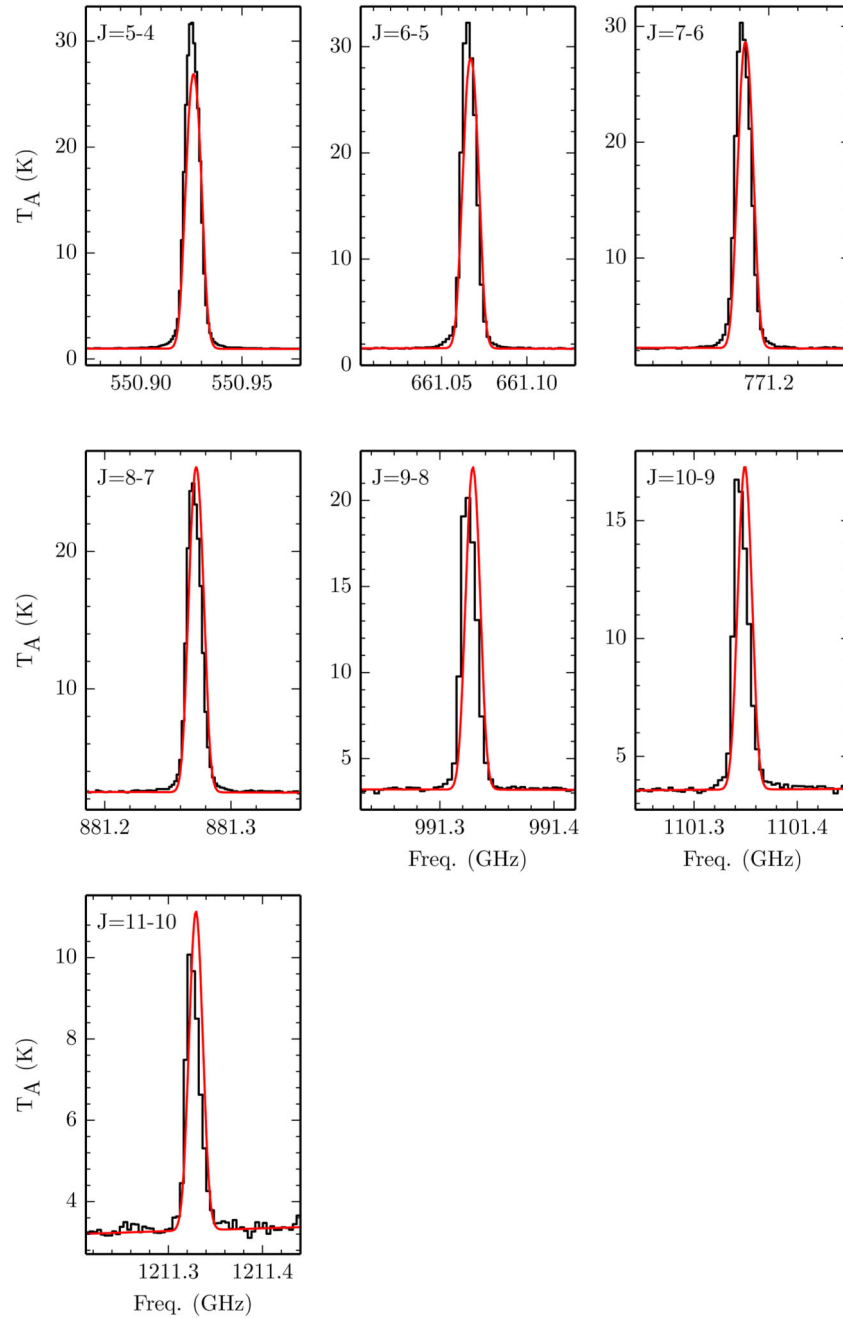 J=5-4
J=6-5
J=7-6
30
20
10
0
T_A (K)
550.90 550.95
30
20
10
0
661.05 661.10
30
20
10
771.2
J=8-7
J=9-8
J=10-9
20
10
T_A (K)
881.2 881.3
20
15
10
5
991.3 991.4
Freq. (GHz)
15
10
5
1101.3 1101.4
Freq. (GHz)
J=11-10
10
8
6
4
T_A (K)
1211.3 1211.4
Freq. (GHz)